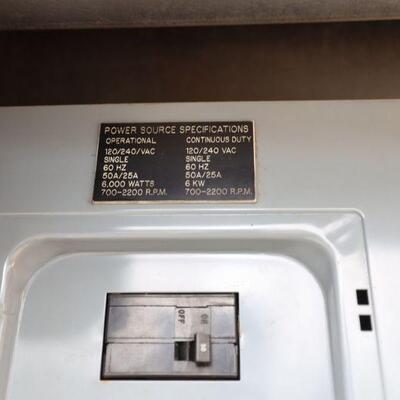 POWER SOURCE SPECIFICATIONS
OPERATIONAL CONTINUOUS DUTY
120/240/VAC 120/240 VAC
SINGLE SINGLE
60 HZ 60 HZ
50A/25A 50A/25A
6,000 WATTS 6 KW
700-2200 R.P.M. 700-2200 R.P.M.
OFF